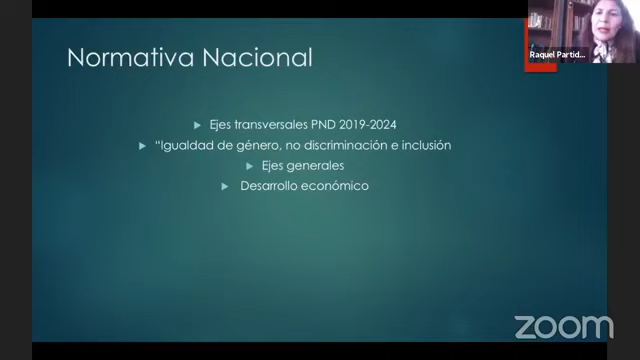 Normativa Nacional
Raquel Partid...
Ejes transversales PND 2019-2024
"Igualdad de género, no discriminación e inclusión
Ejes generales
Desarrollo económico
zoom